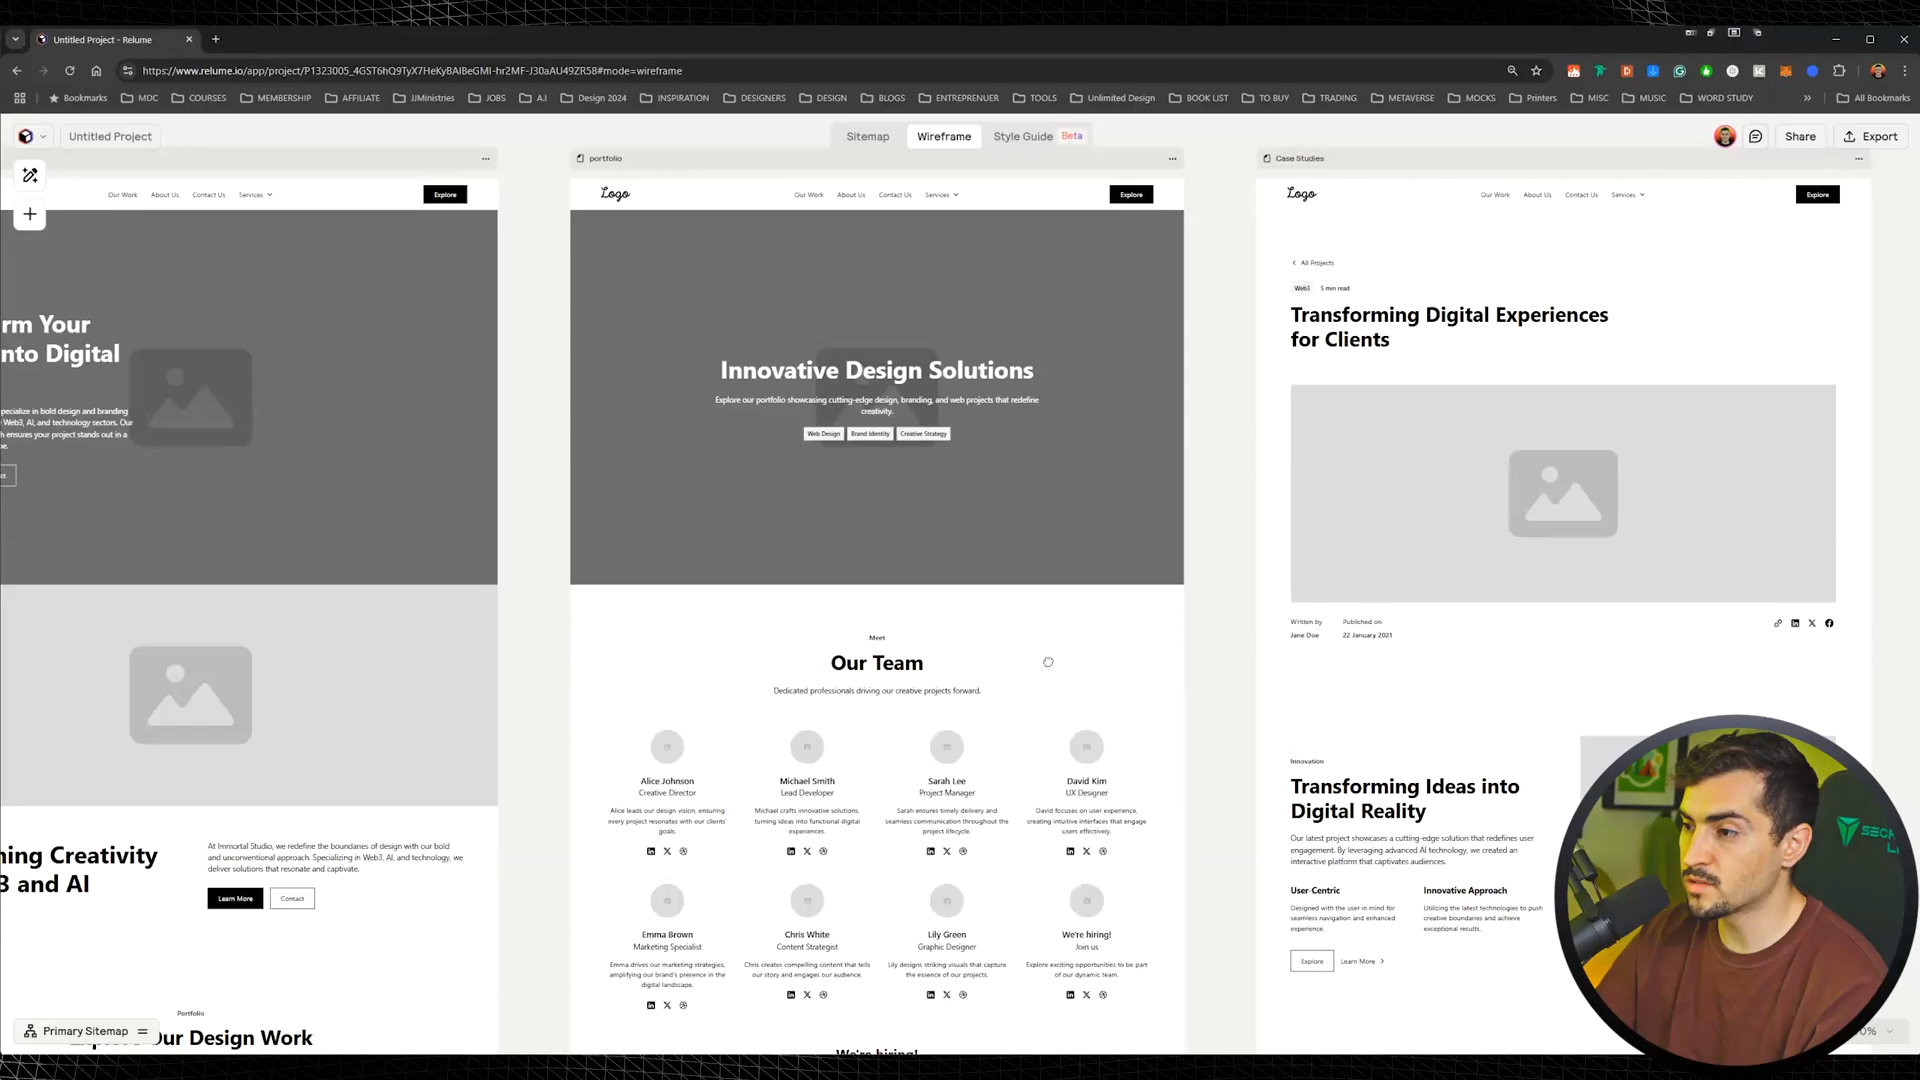 Untitled Project - Relume
https://www.relume.io/app/project/P1323005_4GST6hQ9TyX7HeKyBAIBeGMI-hr2MF-J30aAU49ZR58#mode=wireframe
Bookmarks MDC COURSES MEMBERSHIP AFFILIATE JJMinistries JOBS A.I Design 2024 INSPIRATION DESIGNERS DESIGN BLOGS ENTREPRENUER TOOLS Unlimited Design BOOK LIST TO BUY TRADING METAVERSE MOCKS Printers MISC MUSIC WORD STUDY » All Bookmarks
Untitled Project
Sitemap Wireframe Style Guide Beta
Share Export
Our Work About Us Contact Us Services
Explore
rm Your
nto Digital
pecialize in bold design and branding
Web3, AI, and technology sectors. Our
h ensures your project stands out in a
ning Creativity
3 and AI
At Immortal Studio, we redefine the boundaries of design with our bold
and unconventional approach. Specializing in Web3, AI, and technology, we
deliver solutions that resonate and captivate.
Learn More Contact
Portfolio
Our Design Work
Primary Sitemap
portfolio
Logo
Our Work About Us Contact Us Services
Explore
Innovative Design Solutions
Explore our portfolio showcasing cutting-edge design, branding, and web projects that redefine
creativity.
Web Design Brand Identity Creative Strategy
Meet
Our Team
Dedicated professionals driving our creative projects forward.
Alice Johnson
Creative Director
Alice leads our design vision, ensuring
every project resonates with our clients'
goals.
Michael Smith
Lead Developer
Michael crafts innovative solutions,
turning ideas into functional digital
experiences.
Sarah Lee
Project Manager
Sarah ensures timely delivery and
seamless communication throughout the
project lifecycle.
David Kim
UX Designer
David focuses on user experience,
creating intuitive interfaces that engage
users effectively.
Emma Brown
Marketing Specialist
Emma drives our marketing strategies,
amplifying our brand's presence in the
digital landscape.
Chris White
Content Strategist
Chris creates compelling content that tells
our story and engages our audience.
Lily Green
Graphic Designer
Lily designs striking visuals that capture
the essence of our projects.
We're hiring!
Join us
Explore exciting opportunities to be part
of our dynamic team.
We're hiring!
Case Studies
Logo
Our Work About Us Contact Us Services
Explore
All Projects
Web3 5 min read
Transforming Digital Experiences
for Clients
Written by
Jane Doe
Published on
22 January 2021
Innovation
Transforming Ideas into
Digital Reality
Our latest project showcases a cutting-edge solution that redefines user
engagement. By leveraging advanced AI technology, we created an
interactive platform that captivates audiences.
User-Centric
Designed with the user in mind for
seamless navigation and enhanced
experience.
Innovative Approach
Utilizing the latest technologies to push
creative boundaries and achieve
exceptional results.
Explore Learn More